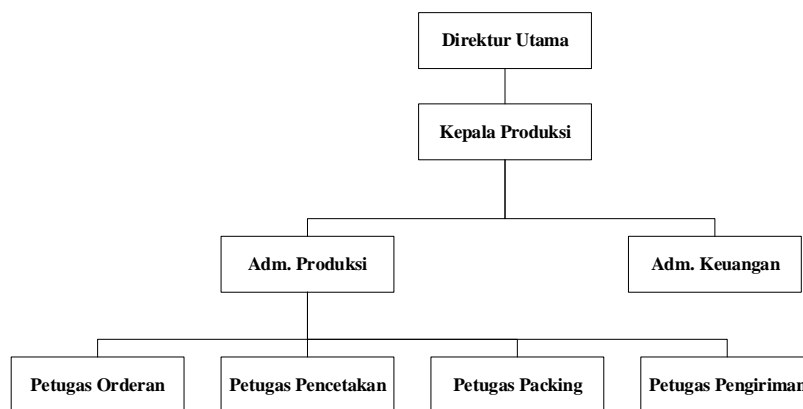 Direktur Utama
Kepala Produksi
Adm. Produksi
Adm. Keuangan
Petugas Orderan
Petugas Pencetakan
Petugas Packing
Petugas Pengiriman